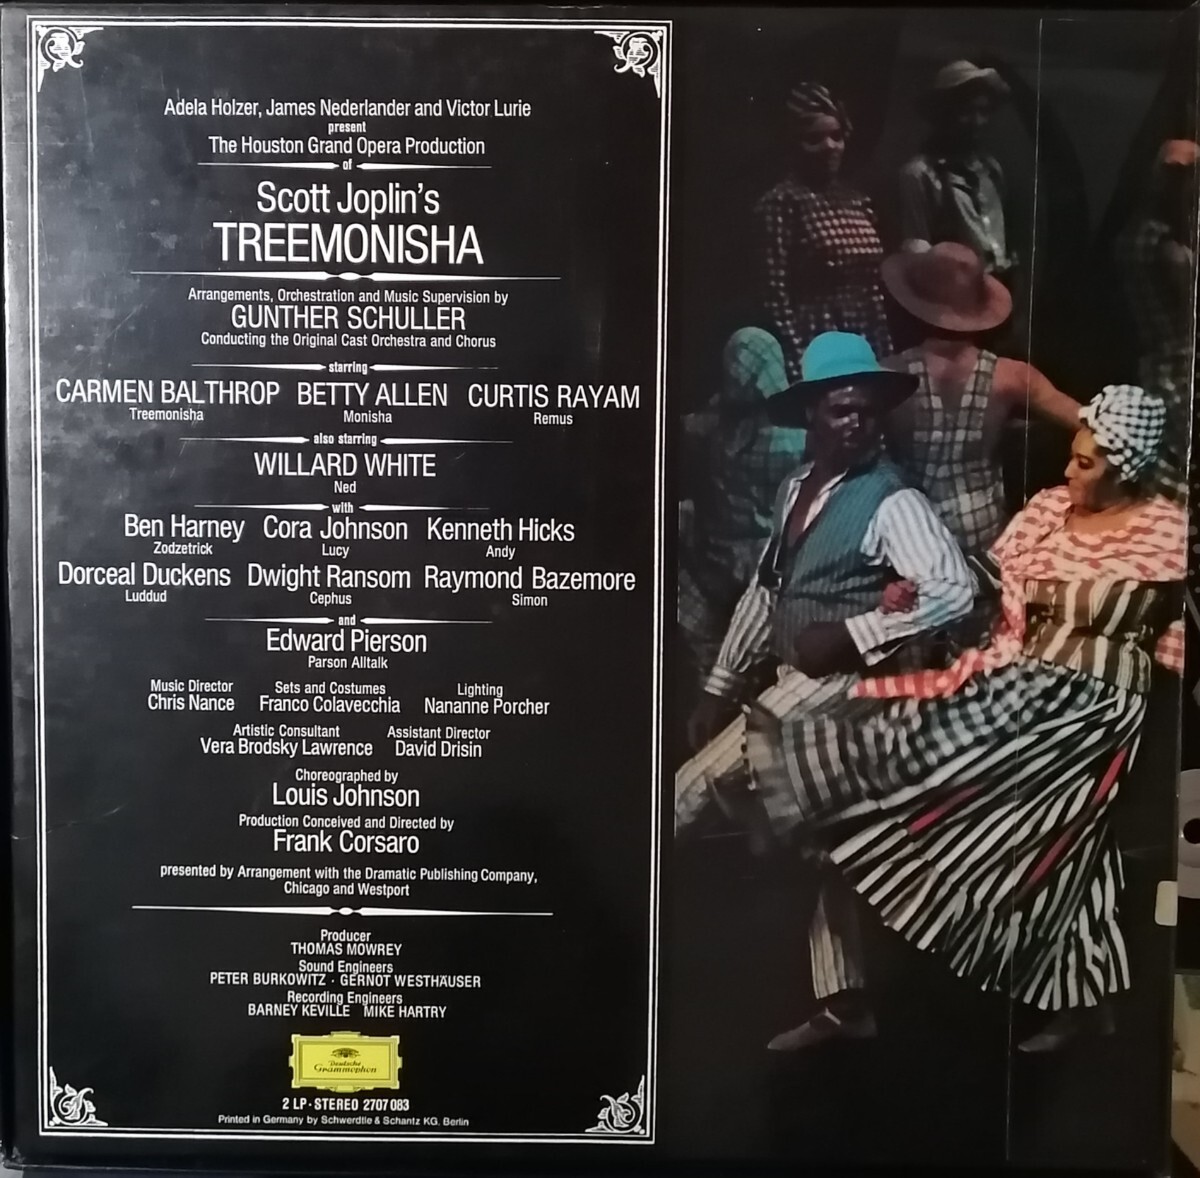 Adela Holzer, James Nederlander and Victor Lurie
present
The Houston Grand Opera Production
of
Scott Joplin's
TREEMONISHA
Arrangements, Orchestration and Music Supervision by
GUNTHER SCHULLER
Conducting the Original Cast Orchestra and Chorus
starring
CARMEN BALTHROP BETTY ALLEN CURTIS RAYAM
Treemonisha Monisha Remus
also starring
WILLARD WHITE
Ned
with
Ben Harney Cora Johnson Kenneth Hicks
Zodzetrick Lucy Andy
Dorceal Duckens Dwight Ransom Raymond Bazemore
Luddud Cephus Simon
and
Edward Pierson
Parson Alltalk
Music Director Sets and Costumes Lighting
Chris Nance Franco Colavecchia Nananne Porcher
Artistic Consultant Assistant Director
Vera Brodsky Lawrence David Drisin
Choreographed by
Louis Johnson
Production Conceived and Directed by
Frank Corsaro
presented by Arrangement with the Dramatic Publishing Company,
Chicago and Westport
Producer
THOMAS MOWREY
Sound Engineers
PETER BURKOWITZ · GERNOT WESTHÄUSER
Recording Engineers
BARNEY KEVILLE MIKE HARTRY
Deutsche
Grammophon
2 LP · STEREO 2707 083
Printed in Germany by Schwerdtle & Schantz KG. Berlin